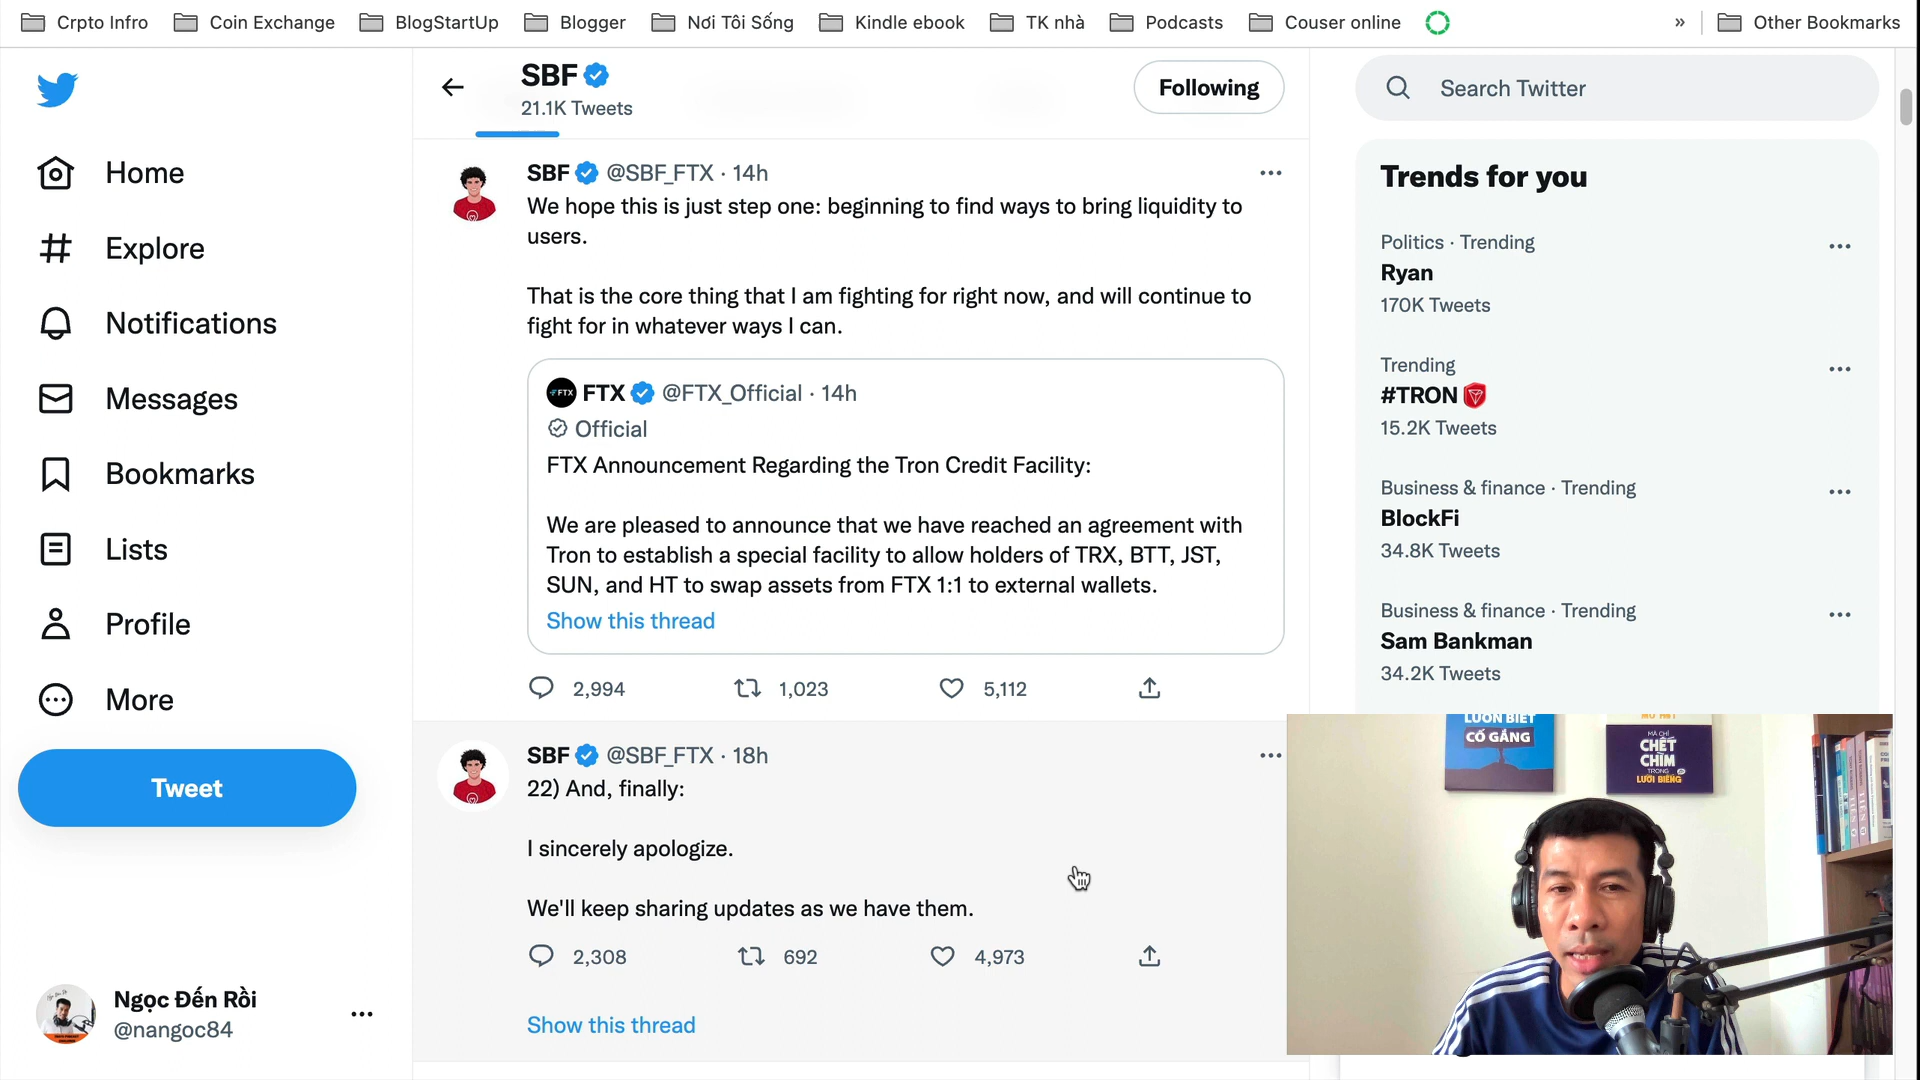 Crpto Infro
Coin Exchange
BlogStartUp
Blogger
Nơi Tôi Sống
Kindle ebook
TK nhà
Podcasts
Couser online
»
Other Bookmarks
SBF
21.1K Tweets
Following
Search Twitter
Home
Explore
Notifications
Messages
Bookmarks
Lists
Profile
More
Tweet
Ngọc Đến Rồi
@nangoc84
SBF @SBF_FTX · 14h
We hope this is just step one: beginning to find ways to bring liquidity to
users.
That is the core thing that I am fighting for right now, and will continue to
fight for in whatever ways I can.
FTX FTX @FTX_Official · 14h
Official
FTX Announcement Regarding the Tron Credit Facility:
We are pleased to announce that we have reached an agreement with
Tron to establish a special facility to allow holders of TRX, BTT, JST,
SUN, and HT to swap assets from FTX 1:1 to external wallets.
Show this thread
2,994 1,023 5,112
SBF @SBF_FTX · 18h
22) And, finally:
I sincerely apologize.
We'll keep sharing updates as we have them.
2,308 692 4,973
Show this thread
Trends for you
Politics · Trending
Ryan
170K Tweets
Trending
#TRON
15.2K Tweets
Business & finance · Trending
BlockFi
34.8K Tweets
Business & finance · Trending
Sam Bankman
34.2K Tweets
LUÔN BIẾT
CỐ GẮNG
MÀ CHỈ
CHẾT
CHÌM
TRONG
LƯỜI BIẾNG